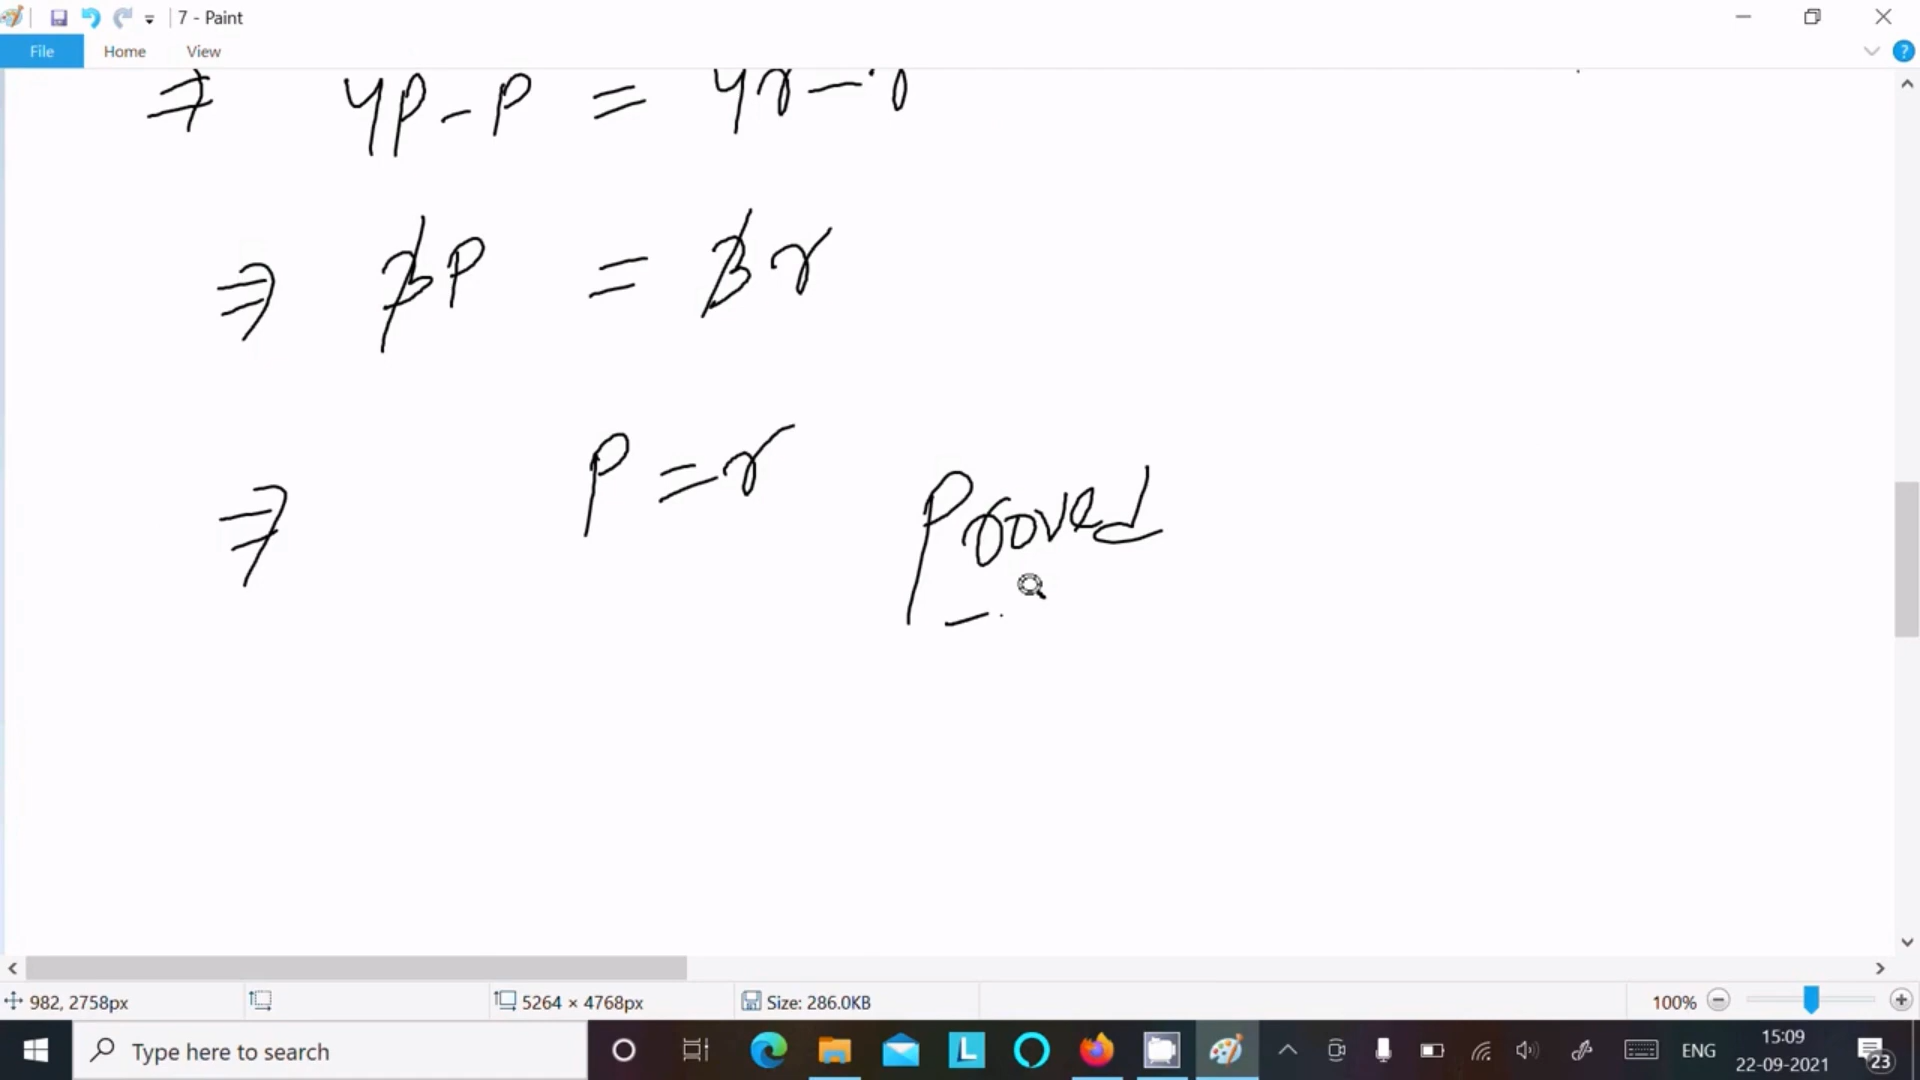 7 - Paint
File Home View
⇒ 4p - p = 4r - r
⇒ 3p = 3r
⇒ p = r Proved
982, 2758px 5264 × 4768px Size: 286.0KB 100%
Type here to search L ENG 15:09
22-09-2021 23